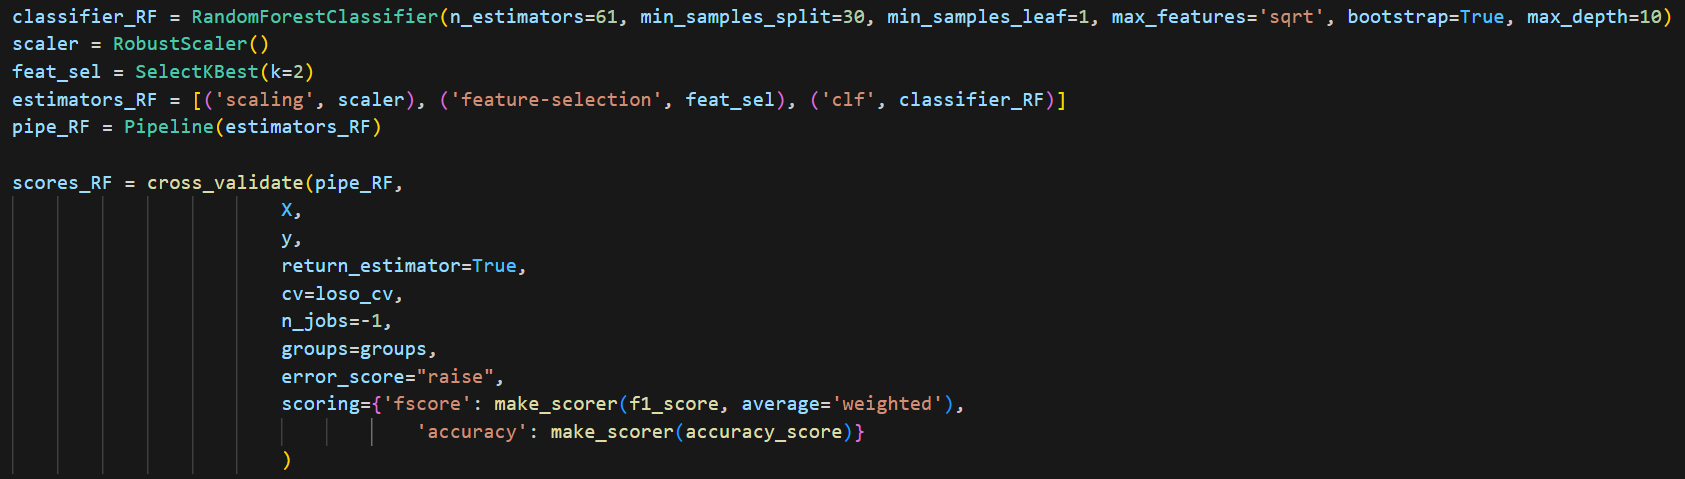 classifier_RF = RandomForestClassifier(n_estimators=61, min_samples_split=30, min_samples_leaf=1, max_features='sqrt', bootstrap=True, max_depth=10)
scaler = RobustScaler()
feat_sel = SelectKBest(k=2)
estimators_RF = [('scaling', scaler), ('feature-selection', feat_sel), ('clf', classifier_RF)]
pipe_RF = Pipeline(estimators_RF)

scores_RF = cross_validate(pipe_RF,
                        X,
                        y,
                        return_estimator=True,
                        cv=loso_cv,
                        n_jobs=-1,
                        groups=groups,
                        error_score="raise",
                        scoring={'fscore': make_scorer(f1_score, average='weighted'),
                                    'accuracy': make_scorer(accuracy_score)}
                        )